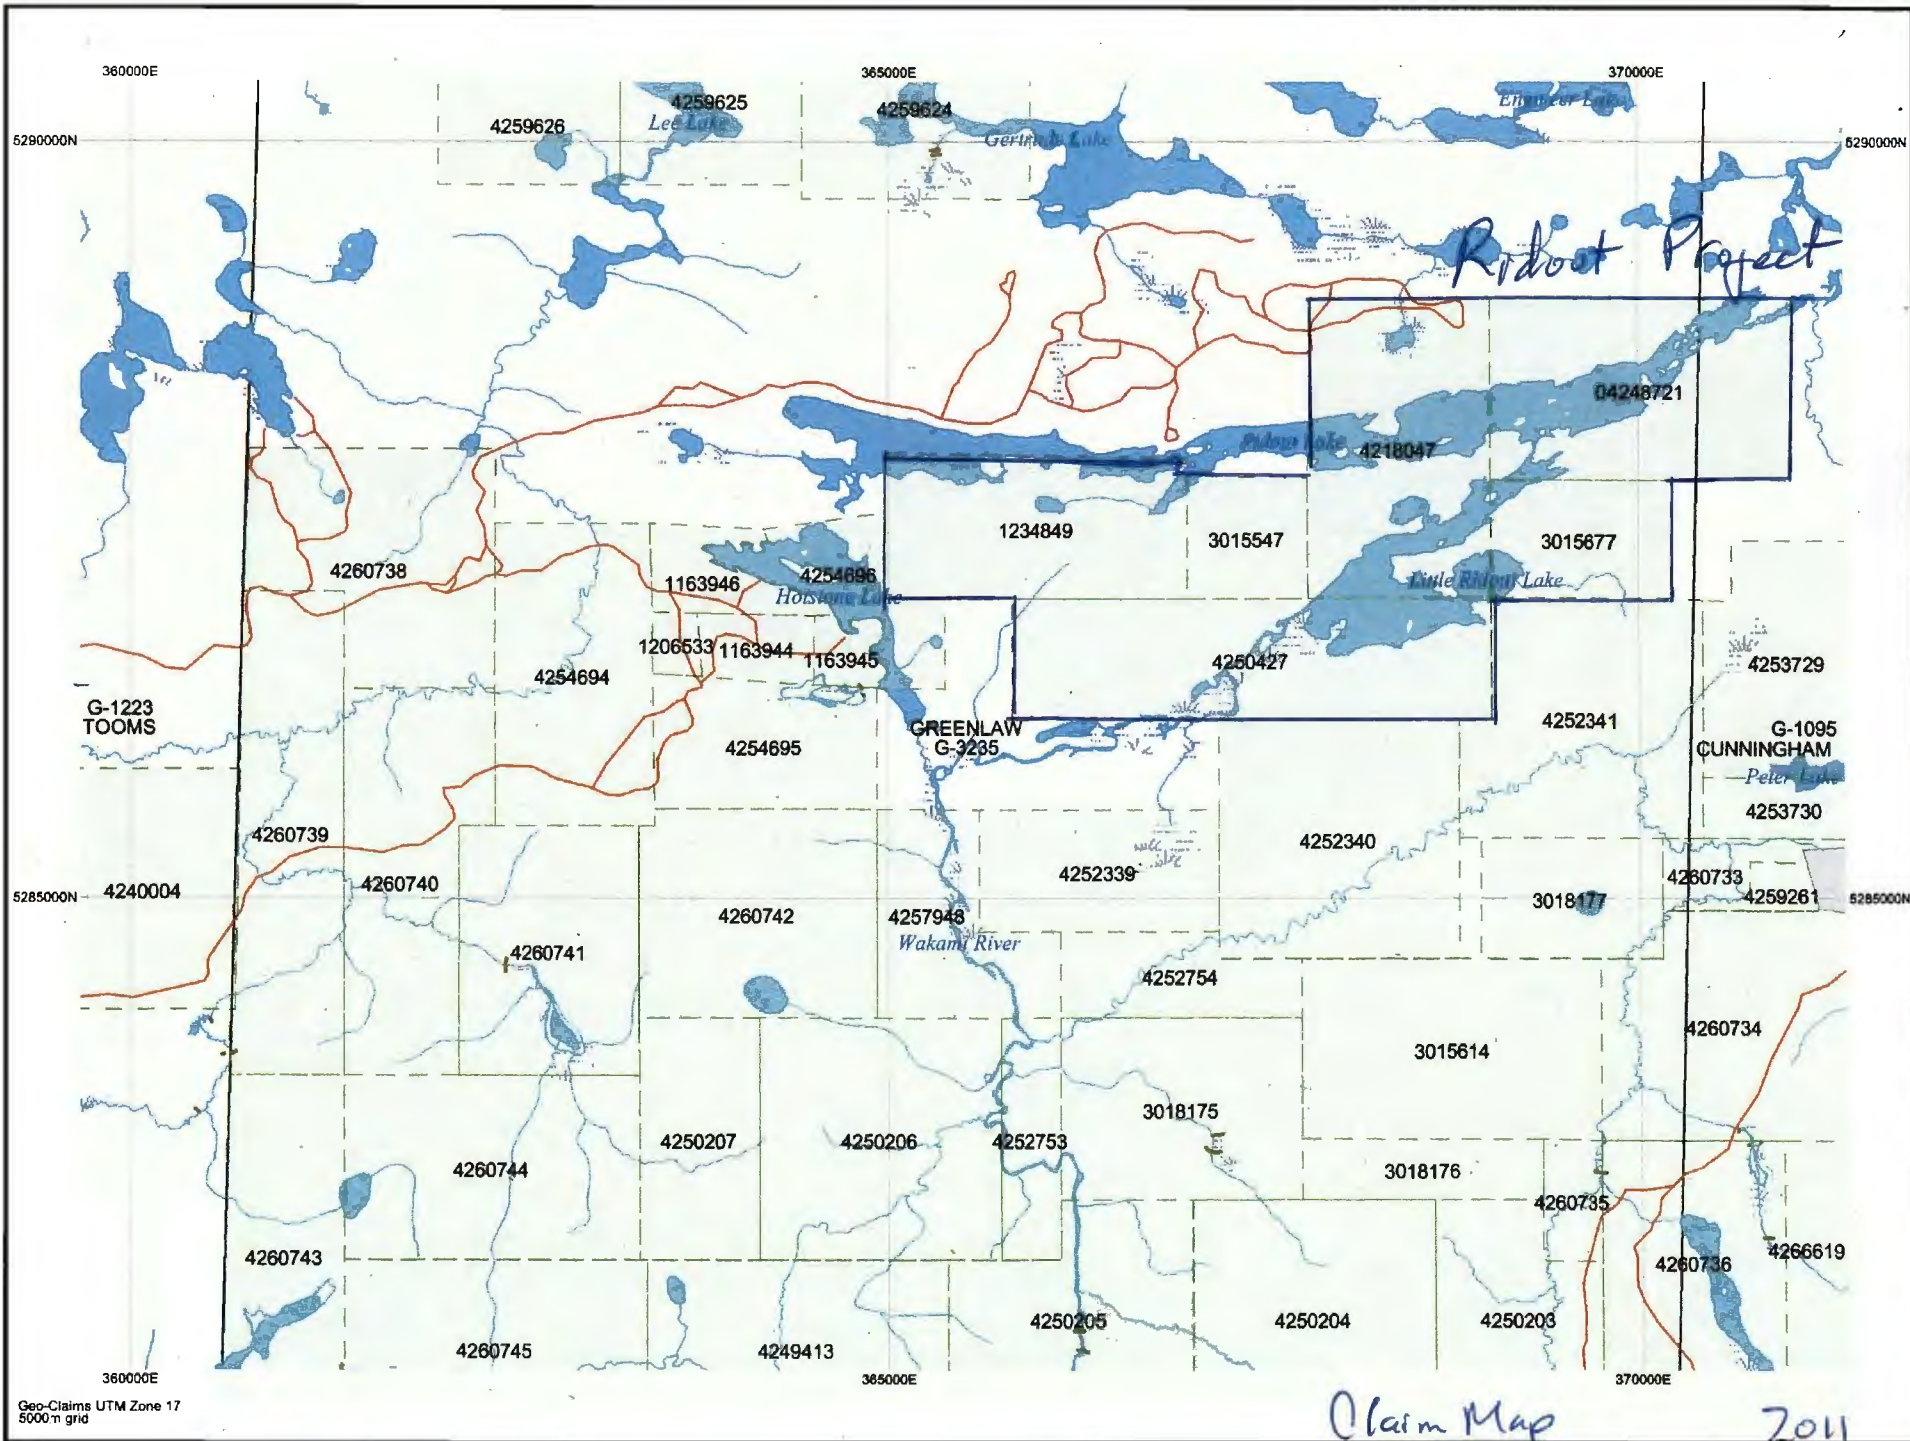 360000E 365000E 370000E
4259625
4259624
Engineer Lake
4259626
Lee Lake
5290000N
Gertrude Lake
5290000N
Ridout Project
04248721
Ridout Lake
4218047
1234849
3015547
3015677
4260738
1163946
4254696
Little Ridout Lake
Hotstone Lake
1206533
1163944
1163945
4250427
4253729
4254694
G-1223
TOOMS
4252341
GREENLAW
G-3235
4254695
G-1095
CUNNINGHAM
Peter Lake
4253730
4260739
4252340
4252339
4260740
4240004
4260733
5285000N
4259261
5285000N
3018177
4260742
4257948
Wakami River
4260741
4252754
4260734
3015614
3018175
4250207
4250206
4252753
4260744
3018176
4260735
4260743
4260736
4266619
4250205
4250204
4250203
4260745
4249413
360000E 365000E 370000E
Geo-Claims UTM Zone 17
5000m grid
Claim Map 2011